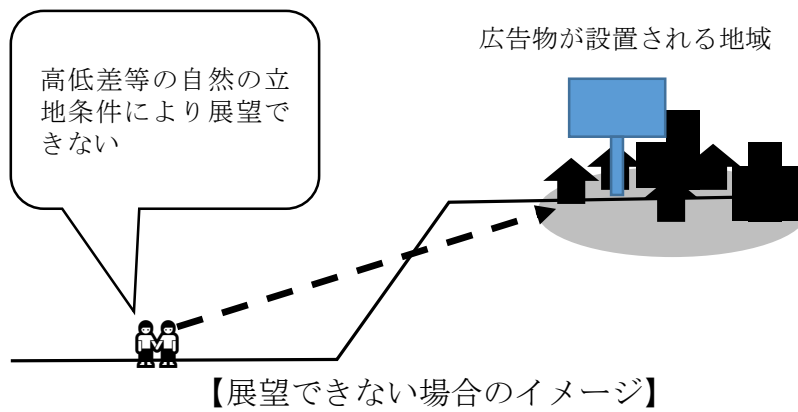 広告物が設置される地域
高低差等の自然の立
地条件により展望で
きない
【展望できない場合のイメージ】